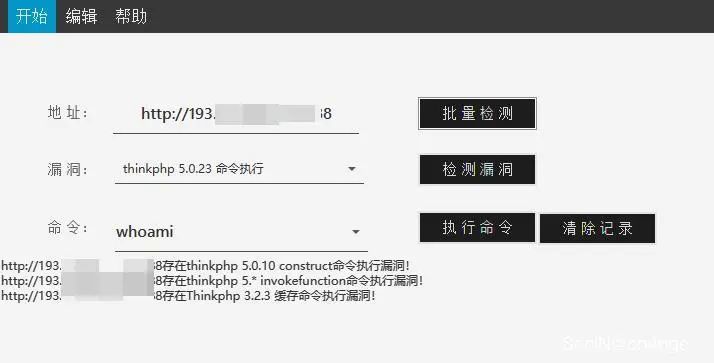 开始 编辑 帮助
地 址： http://193. 38 批量检测
漏 洞： thinkphp 5.0.23 命令执行 检测漏洞
命 令： whoami 执行命令 清除记录
http://193. 38存在thinkphp 5.0.10 construct命令执行漏洞！
http://193. 38存在thinkphp 5.* invokefunction命令执行漏洞！
http://193. 38存在Thinkphp 3.2.3 缓存命令执行漏洞！